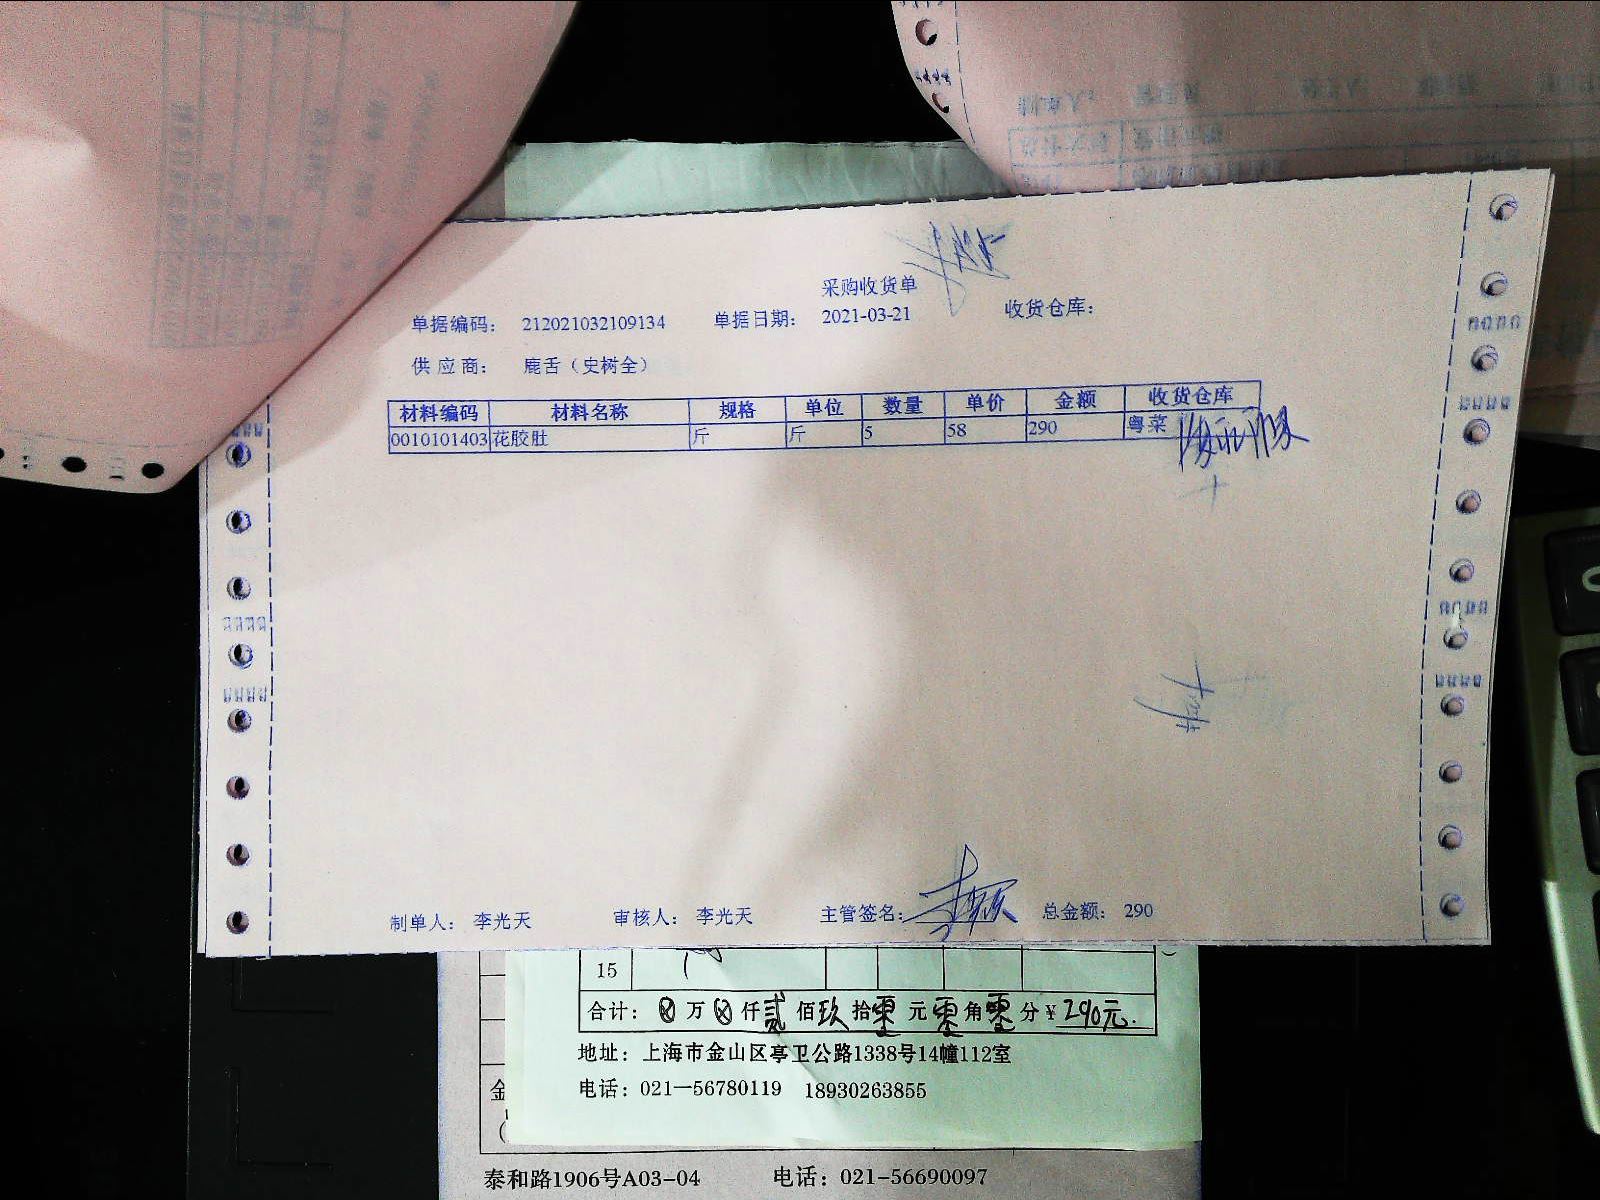 采购收货单
单据编码： 212021032109134 单据日期： 2021-03-21 收货仓库：
供 应 商： 鹿舌（史树全）
材料编码 材料名称 规格 单位 数量 单价 金额 收货仓库
0010101403 花胶肚 斤 斤 5 58 290 粤菜
制单人： 李光天 审核人： 李光天 主管签名： 总金额： 290
15
合计： 万 仟 贰 佰 玖 拾 零 元 零 角 零 分 ¥ 290元.
地址：上海市金山区亭卫公路1338号14幢112室
电话：021—56780119 18930263855
金
泰和路1906号A03-04 电话：021-56690097